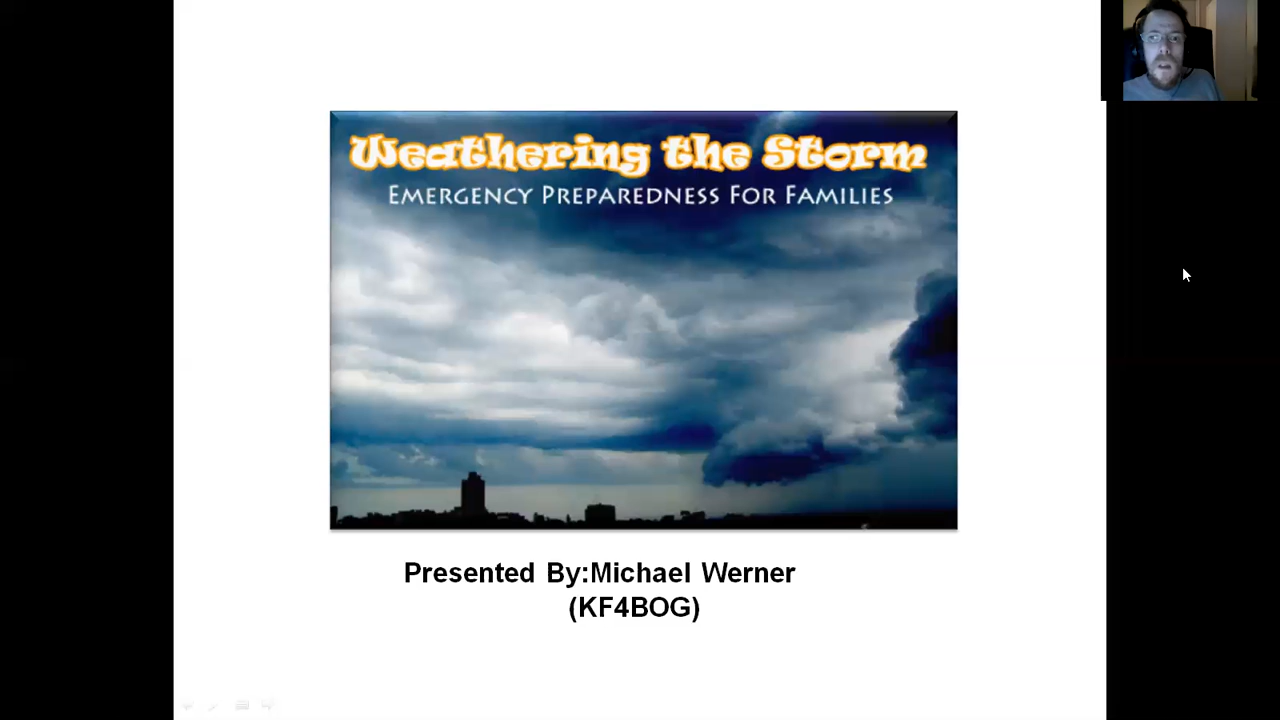 Weathering the Storm
EMERGENCY PREPAREDNESS FOR FAMILIES
Presented By:Michael Werner
(KF4BOG)